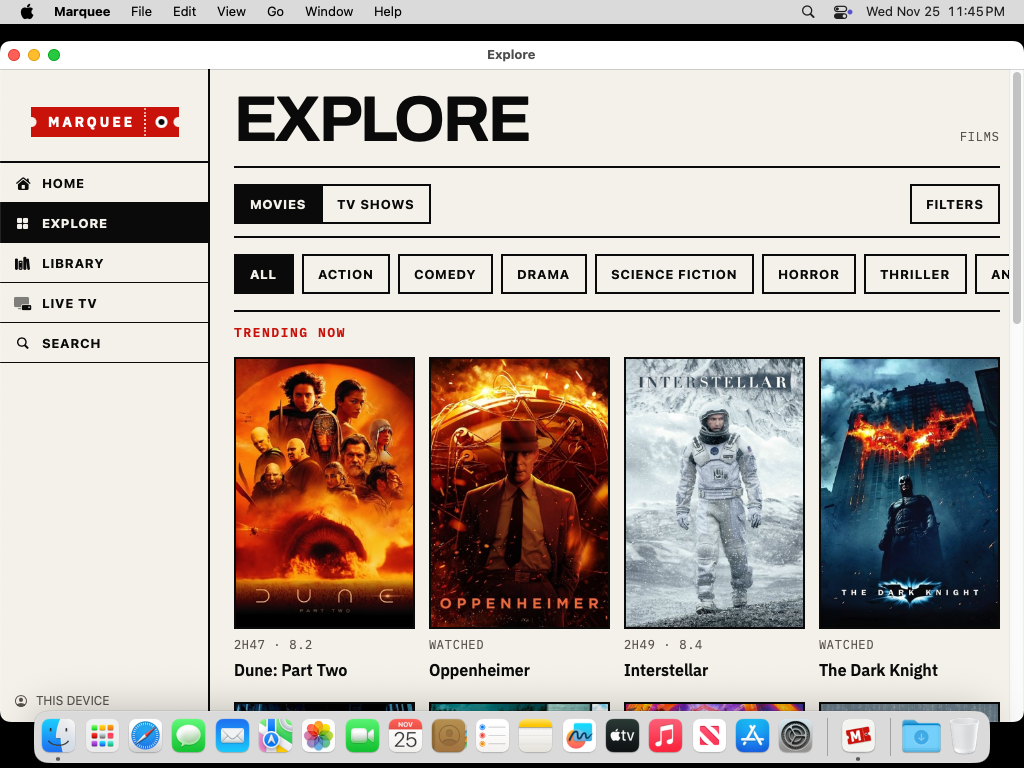 Marquee File Edit View Go Window Help Wed Nov 25 11:45 PM
Explore
MARQUEE
HOME
EXPLORE
LIBRARY
LIVE TV
SEARCH
THIS DEVICE
EXPLORE
FILMS
MOVIES TV SHOWS FILTERS
ALL ACTION COMEDY DRAMA SCIENCE FICTION HORROR THRILLER AN
TRENDING NOW
DUNE
PART TWO
2H47 · 8.2
Dune: Part Two
OPPENHEIMER
WATCHED
Oppenheimer
INTERSTELLAR
2H49 · 8.4
Interstellar
THE DARK KNIGHT
WATCHED
The Dark Knight
NOV
25
tv
M